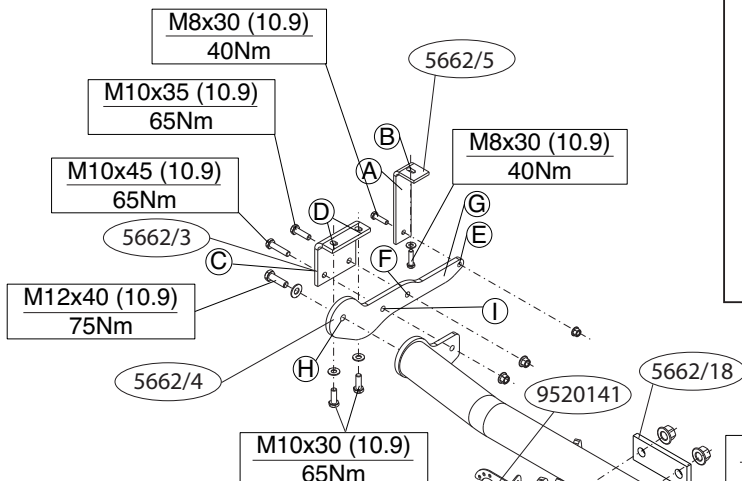 M8x30 (10.9)
40Nm
5662/5
M10x35 (10.9)
65Nm
B
M8x30 (10.9)
40Nm
A
M10x45 (10.9)
65Nm
D
G
5662/3
E
C
F
M12x40 (10.9)
75Nm
I
H
5662/4
5662/18
9520141
M10x30 (10.9)
65Nm